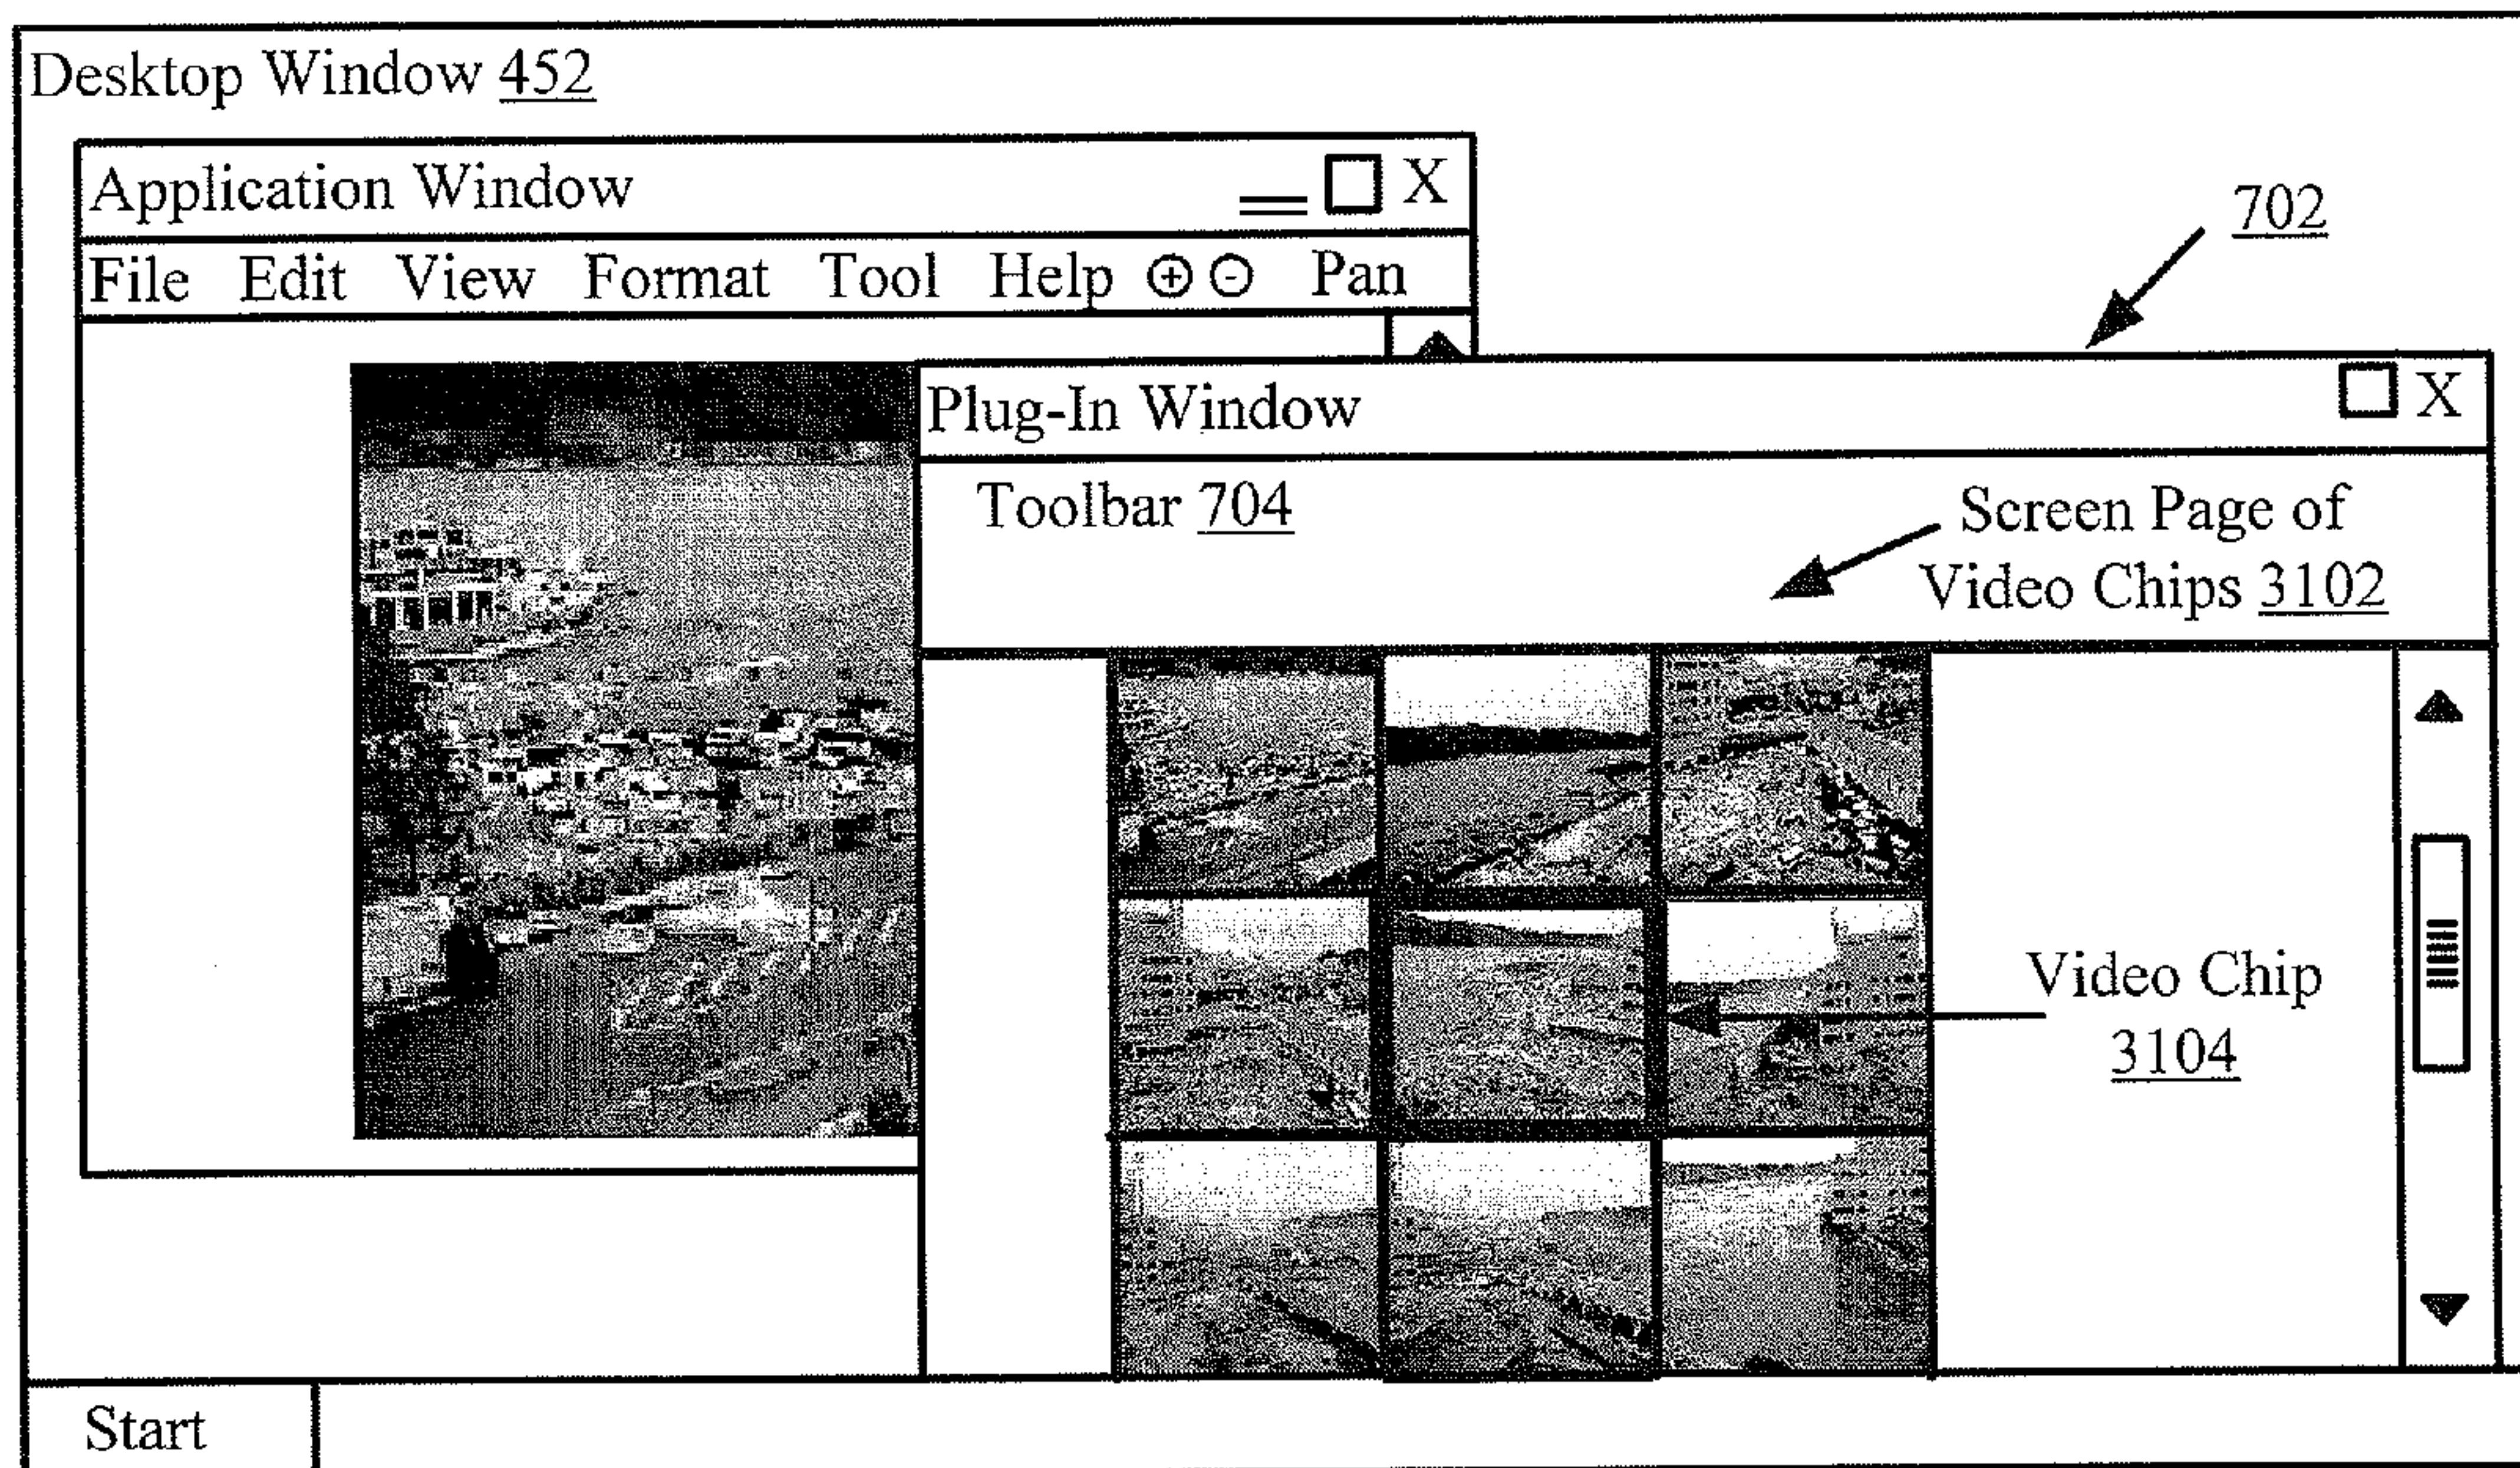 Desktop Window 452
Application Window X
File Edit View Format Tool Help + - Pan
702
Plug-In Window X
Toolbar 704
Screen Page of
Video Chips 3102
Video Chip
3104
Start